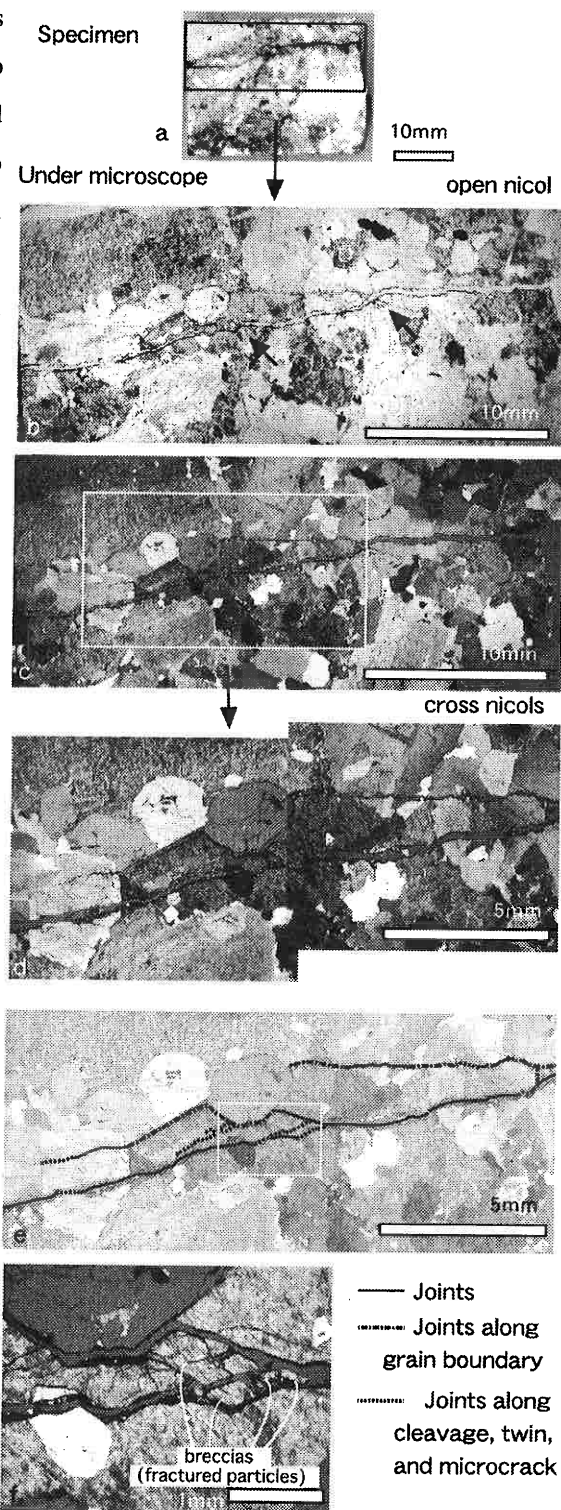 Specimen
a
10mm
Under microscope
open nicol
b
10mm
c
10mm
cross nicols
d
5mm
e
5mm
Joints
Joints along
grain boundary
Joints along
cleavage, twin,
and microcrack
breccias
(fractured particles)
f
1mm